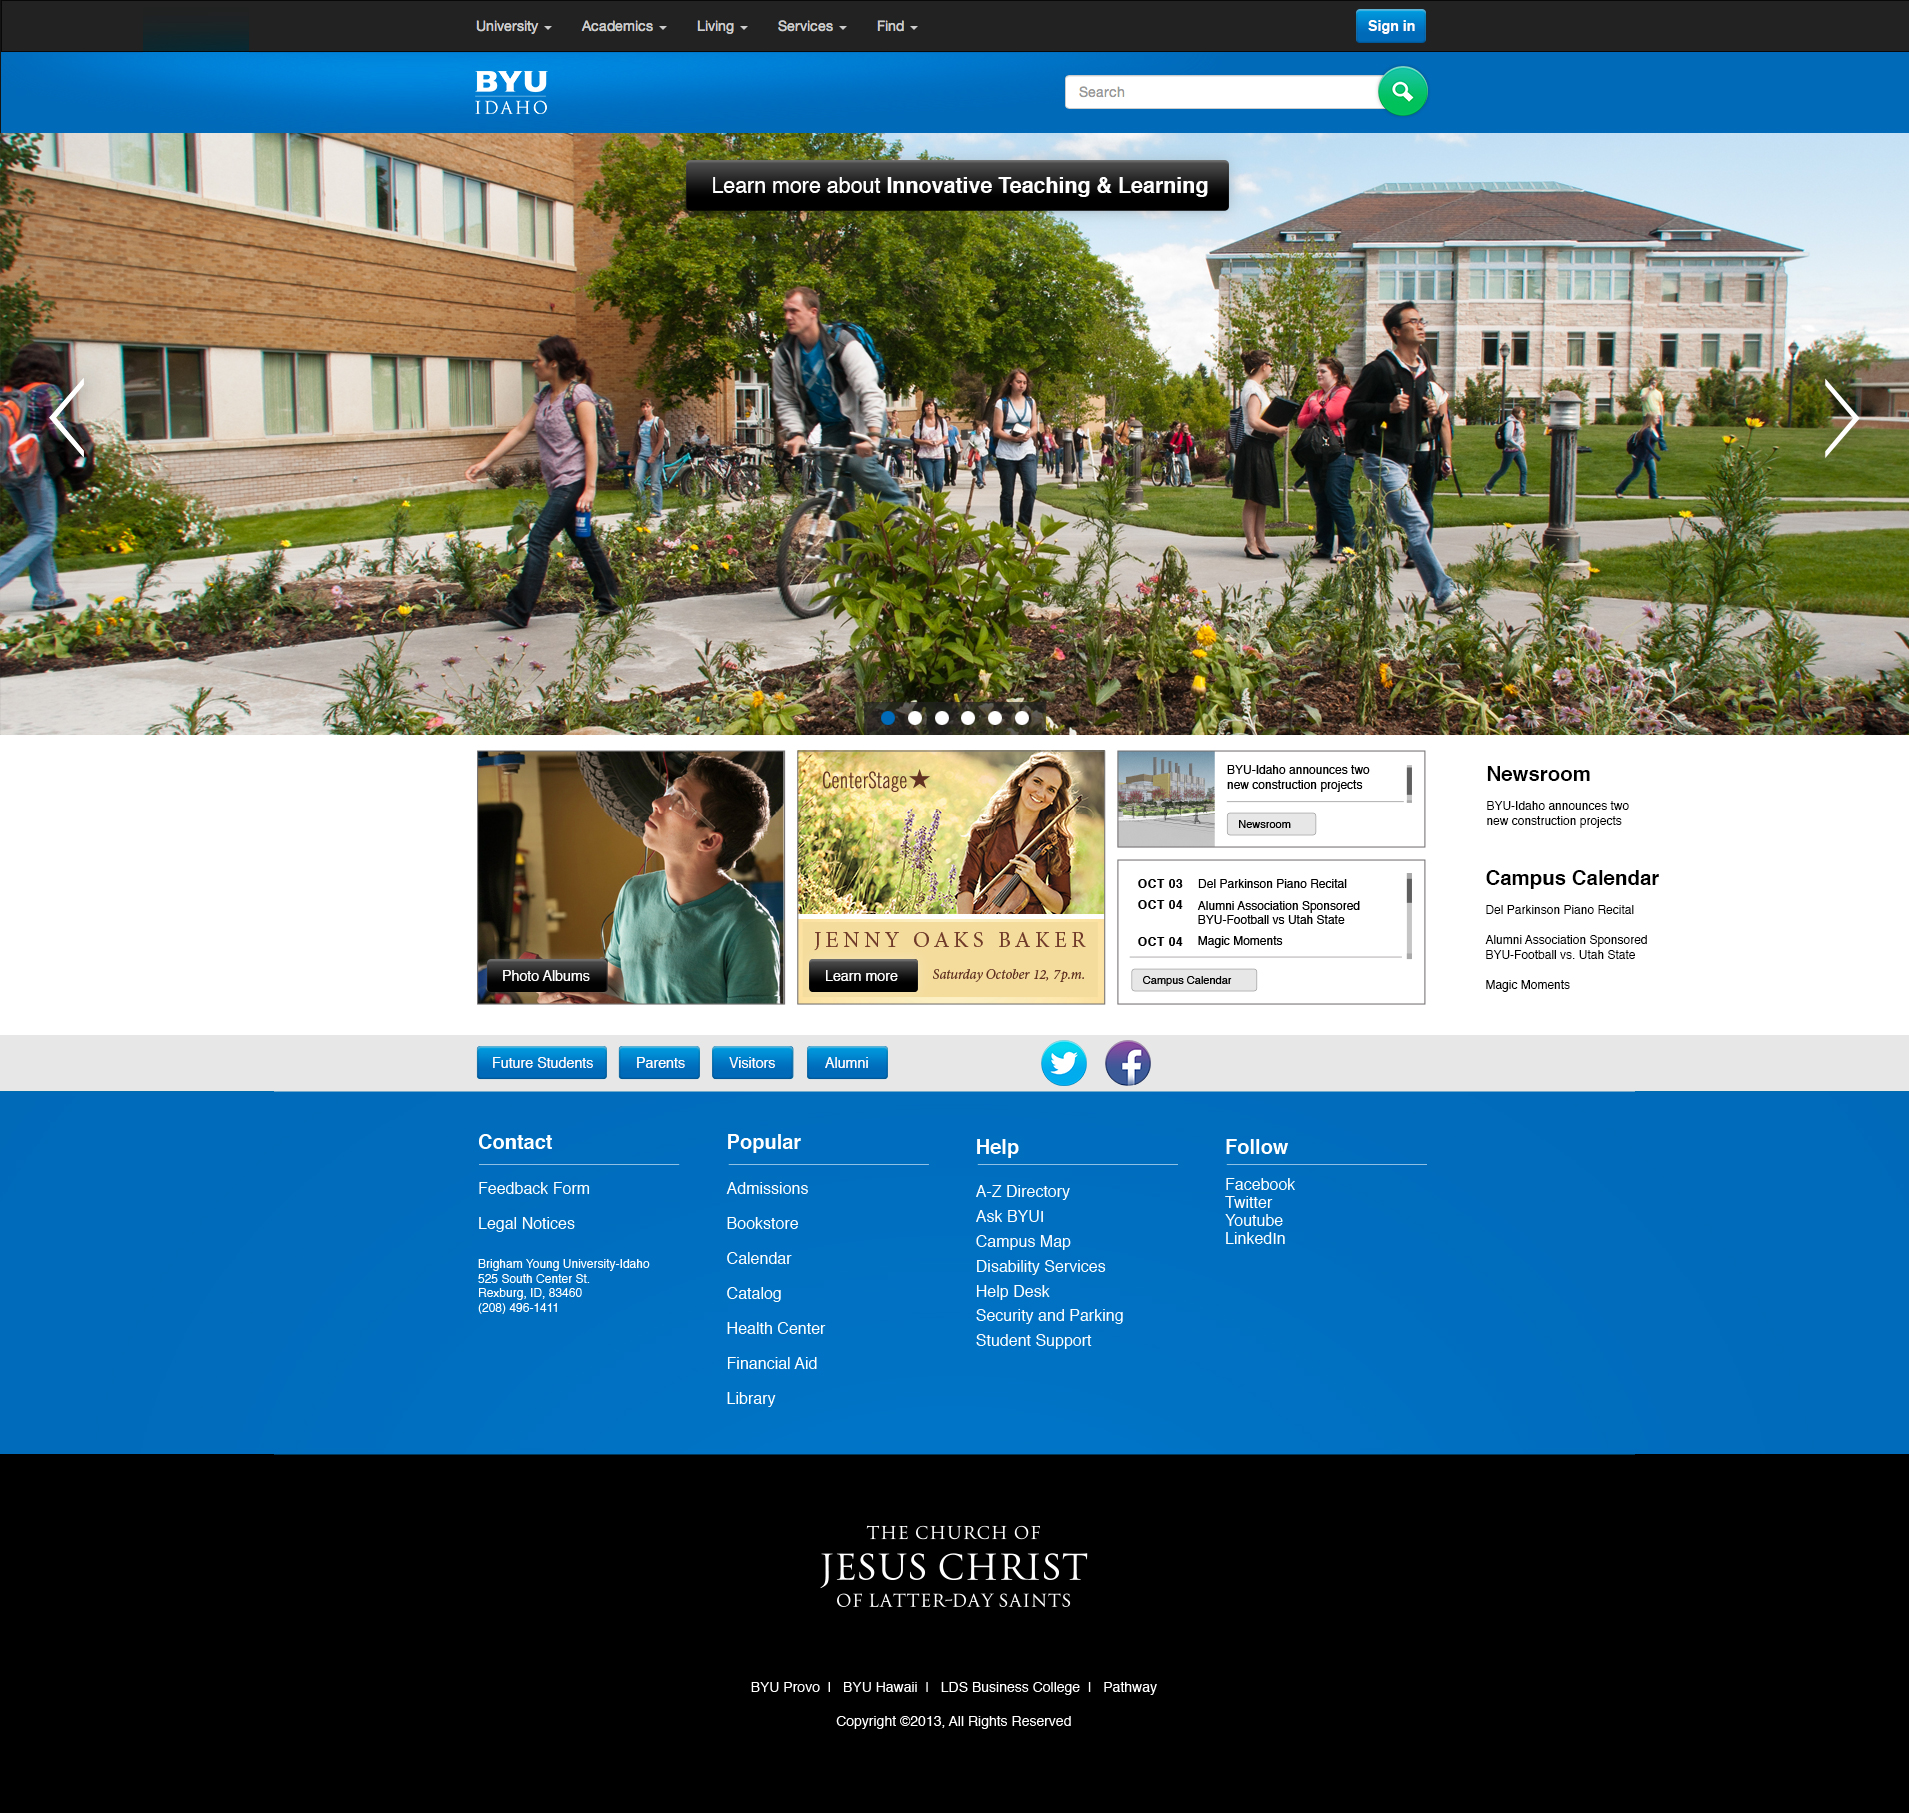 University
Academics
Living
Services
Find
Sign in
BYU
IDAHO
Search
Learn more about Innovative Teaching & Learning
CenterStage
JENNY OAKS BAKER
Photo Albums
Learn more
Saturday October 12, 7p.m.
BYU-Idaho announces two
new construction projects
Newsroom
OCT 03 Del Parkinson Piano Recital
OCT 04 Alumni Association Sponsored
BYU-Football vs Utah State
OCT 04 Magic Moments
Campus Calendar
Newsroom
BYU-Idaho announces two
new construction projects
Campus Calendar
Del Parkinson Piano Recital
Alumni Association Sponsored
BYU-Football vs. Utah State
Magic Moments
Future Students
Parents
Visitors
Alumni
Contact
Feedback Form
Legal Notices
Brigham Young University-Idaho
525 South Center St.
Rexburg, ID, 83460
(208) 496-1411
Popular
Admissions
Bookstore
Calendar
Catalog
Health Center
Financial Aid
Library
Help
A-Z Directory
Ask BYUI
Campus Map
Disability Services
Help Desk
Security and Parking
Student Support
Follow
Facebook
Twitter
Youtube
LinkedIn
THE CHURCH OF
JESUS CHRIST
OF LATTER-DAY SAINTS
BYU Provo | BYU Hawaii | LDS Business College | Pathway
Copyright ©2013, All Rights Reserved